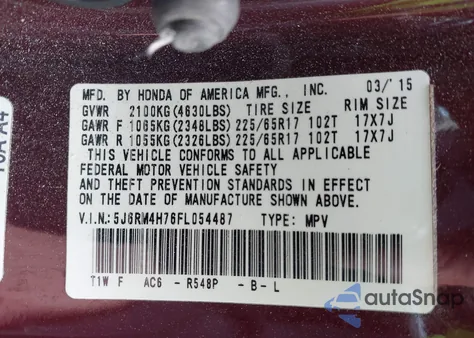 MFD. BY HONDA OF AMERICA MFG., INC. 03/15
GVWR 2100KG(4630LBS) TIRE SIZE RIM SIZE
GAWR F 1065KG(2348LBS) 225/65R17 102T 17X7J
GAWR R 1055KG(2326LBS) 225/65R17 102T 17X7J
THIS VEHICLE CONFORMS TO ALL APPLICABLE
FEDERAL MOTOR VEHICLE SAFETY
AND THEFT PREVENTION STANDARDS IN EFFECT
ON THE DATE OF MANUFACTURE SHOWN ABOVE.
V.I.N.:5J6RM4H76FL054487 TYPE: MPV
T1W F AC6 - R548P - B - L
autaSnap